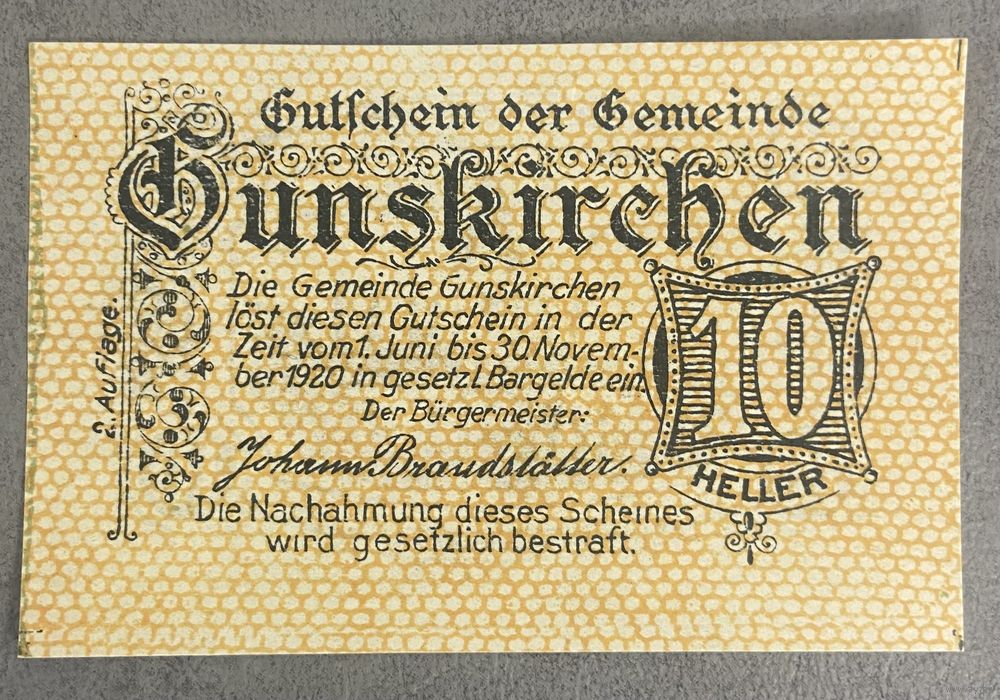 Gutschein der Gemeinde
Gunskirchen
Die Gemeinde Gunskirchen
löst diesen Gutschein in der
Zeit vom 1. Juni bis 30. Novem-
ber 1920 in gesetzl. Bargelde ein.
Der Bürgermeister:
Johann Brandstätter.
Die Nachahmung dieses Scheines
wird gesetzlich bestraft.
10
HELLER
2. Auflage.